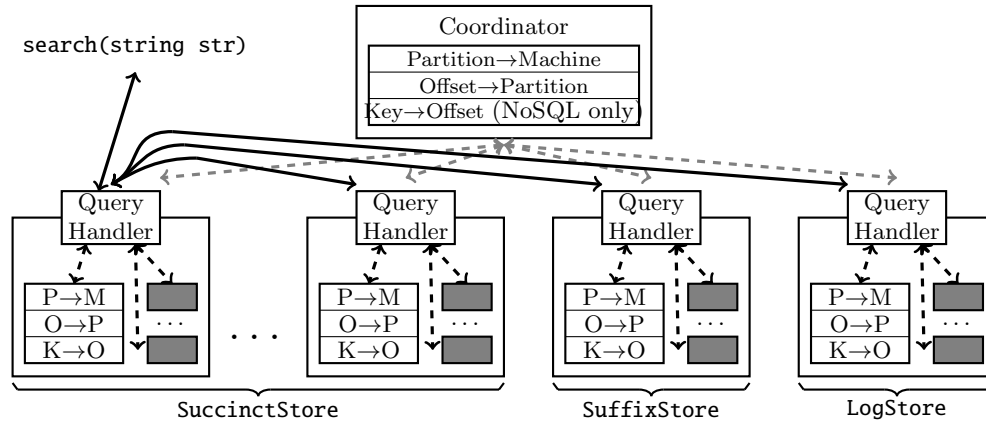 Coordinator
search(string str)
Partition→Machine
Offset→Partition
Key→Offset (NoSQL only)
Query
Handler
Query
Handler
Query
Handler
Query
Handler
P→M
O→P
K→O
...
...
P→M
O→P
K→O
...
P→M
O→P
K→O
...
P→M
O→P
K→O
...
SuccinctStore
SuffixStore
LogStore